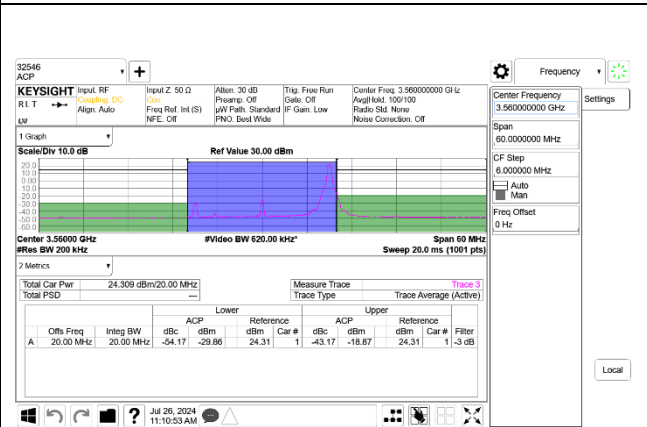 32546
ACP
Frequency
KEYSIGHT
RLT
LXI
Input: RF
Coupling: DC
Align: Auto
Input Z: 50 Ω
Corr
Freq Ref: Int (S)
NFE: Off
Atten: 30 dB
Preamp: Off
µW Path: Standard
PNO: Best Wide
Trig: Free Run
Gate: Off
IF Gain: Low
Center Freq: 3.560000000 GHz
Avg|Hold: 100/100
Radio Std: None
Noise Correction: Off
Center Frequency
3.560000000 GHz
Settings
Span
60.0000000 MHz
CF Step
6.000000 MHz
Auto
Man
Freq Offset
0 Hz
1 Graph
Scale/Div 10.0 dB
Ref Value 30.00 dBm
20.0
10.0
0.00
-10.0
-20.0
-30.0
-40.0
-50.0
-60.0
Center 3.56000 GHz
#Video BW 620.00 kHz*
Span 60 MHz
#Res BW 200 kHz
Sweep 20.0 ms (1001 pts)
2 Metrics
Total Car Pwr 24.309 dBm/20.00 MHz
Total PSD ---
Measure Trace Trace 3
Trace Type Trace Average (Active)
Lower Upper
ACP Reference ACP Reference
Offs Freq Integ BW dBc dBm dBm Car # dBc dBm dBm Car # Filter
A 20.00 MHz 20.00 MHz -54.17 -29.86 24.31 1 -43.17 -18.87 24.31 1 -3 dB
Local
?
Jul 26, 2024
11:10:53 AM